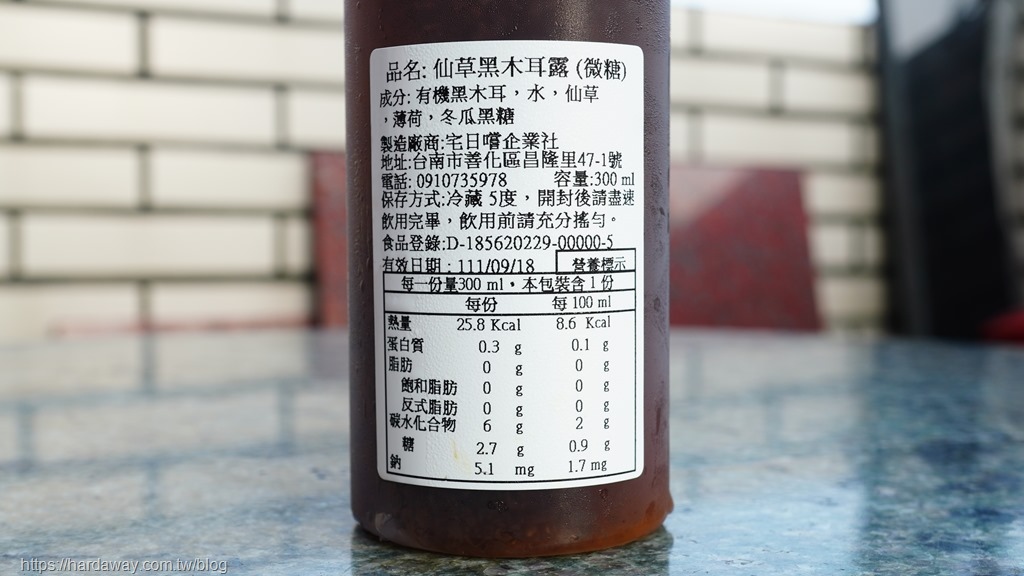 品名: 仙草黑木耳露 (微糖)
成分: 有機黑木耳，水，仙草
，薄荷，冬瓜黑糖
製造廠商:宅日嚐企業社
地址:台南市善化區昌隆里47-1號
電話: 0910735978 容量:300 ml
保存方式:冷藏 5度，開封後請盡速
飲用完畢，飲用前請充分搖勻。
食品登錄:D-185620229-00000-5
有效日期 : 111/09/18 營養標示
每一份量300 ml，本包裝含 1 份
每份 每 100 ml
熱量 25.8 Kcal 8.6 Kcal
蛋白質 0.3 g 0.1 g
脂肪 0 g 0 g
飽和脂肪 0 g 0 g
反式脂肪 0 g 0 g
碳水化合物 6 g 2 g
糖 2.7 g 0.9 g
鈉 5.1 mg 1.7 mg
https://hardaway.com.tw/blog